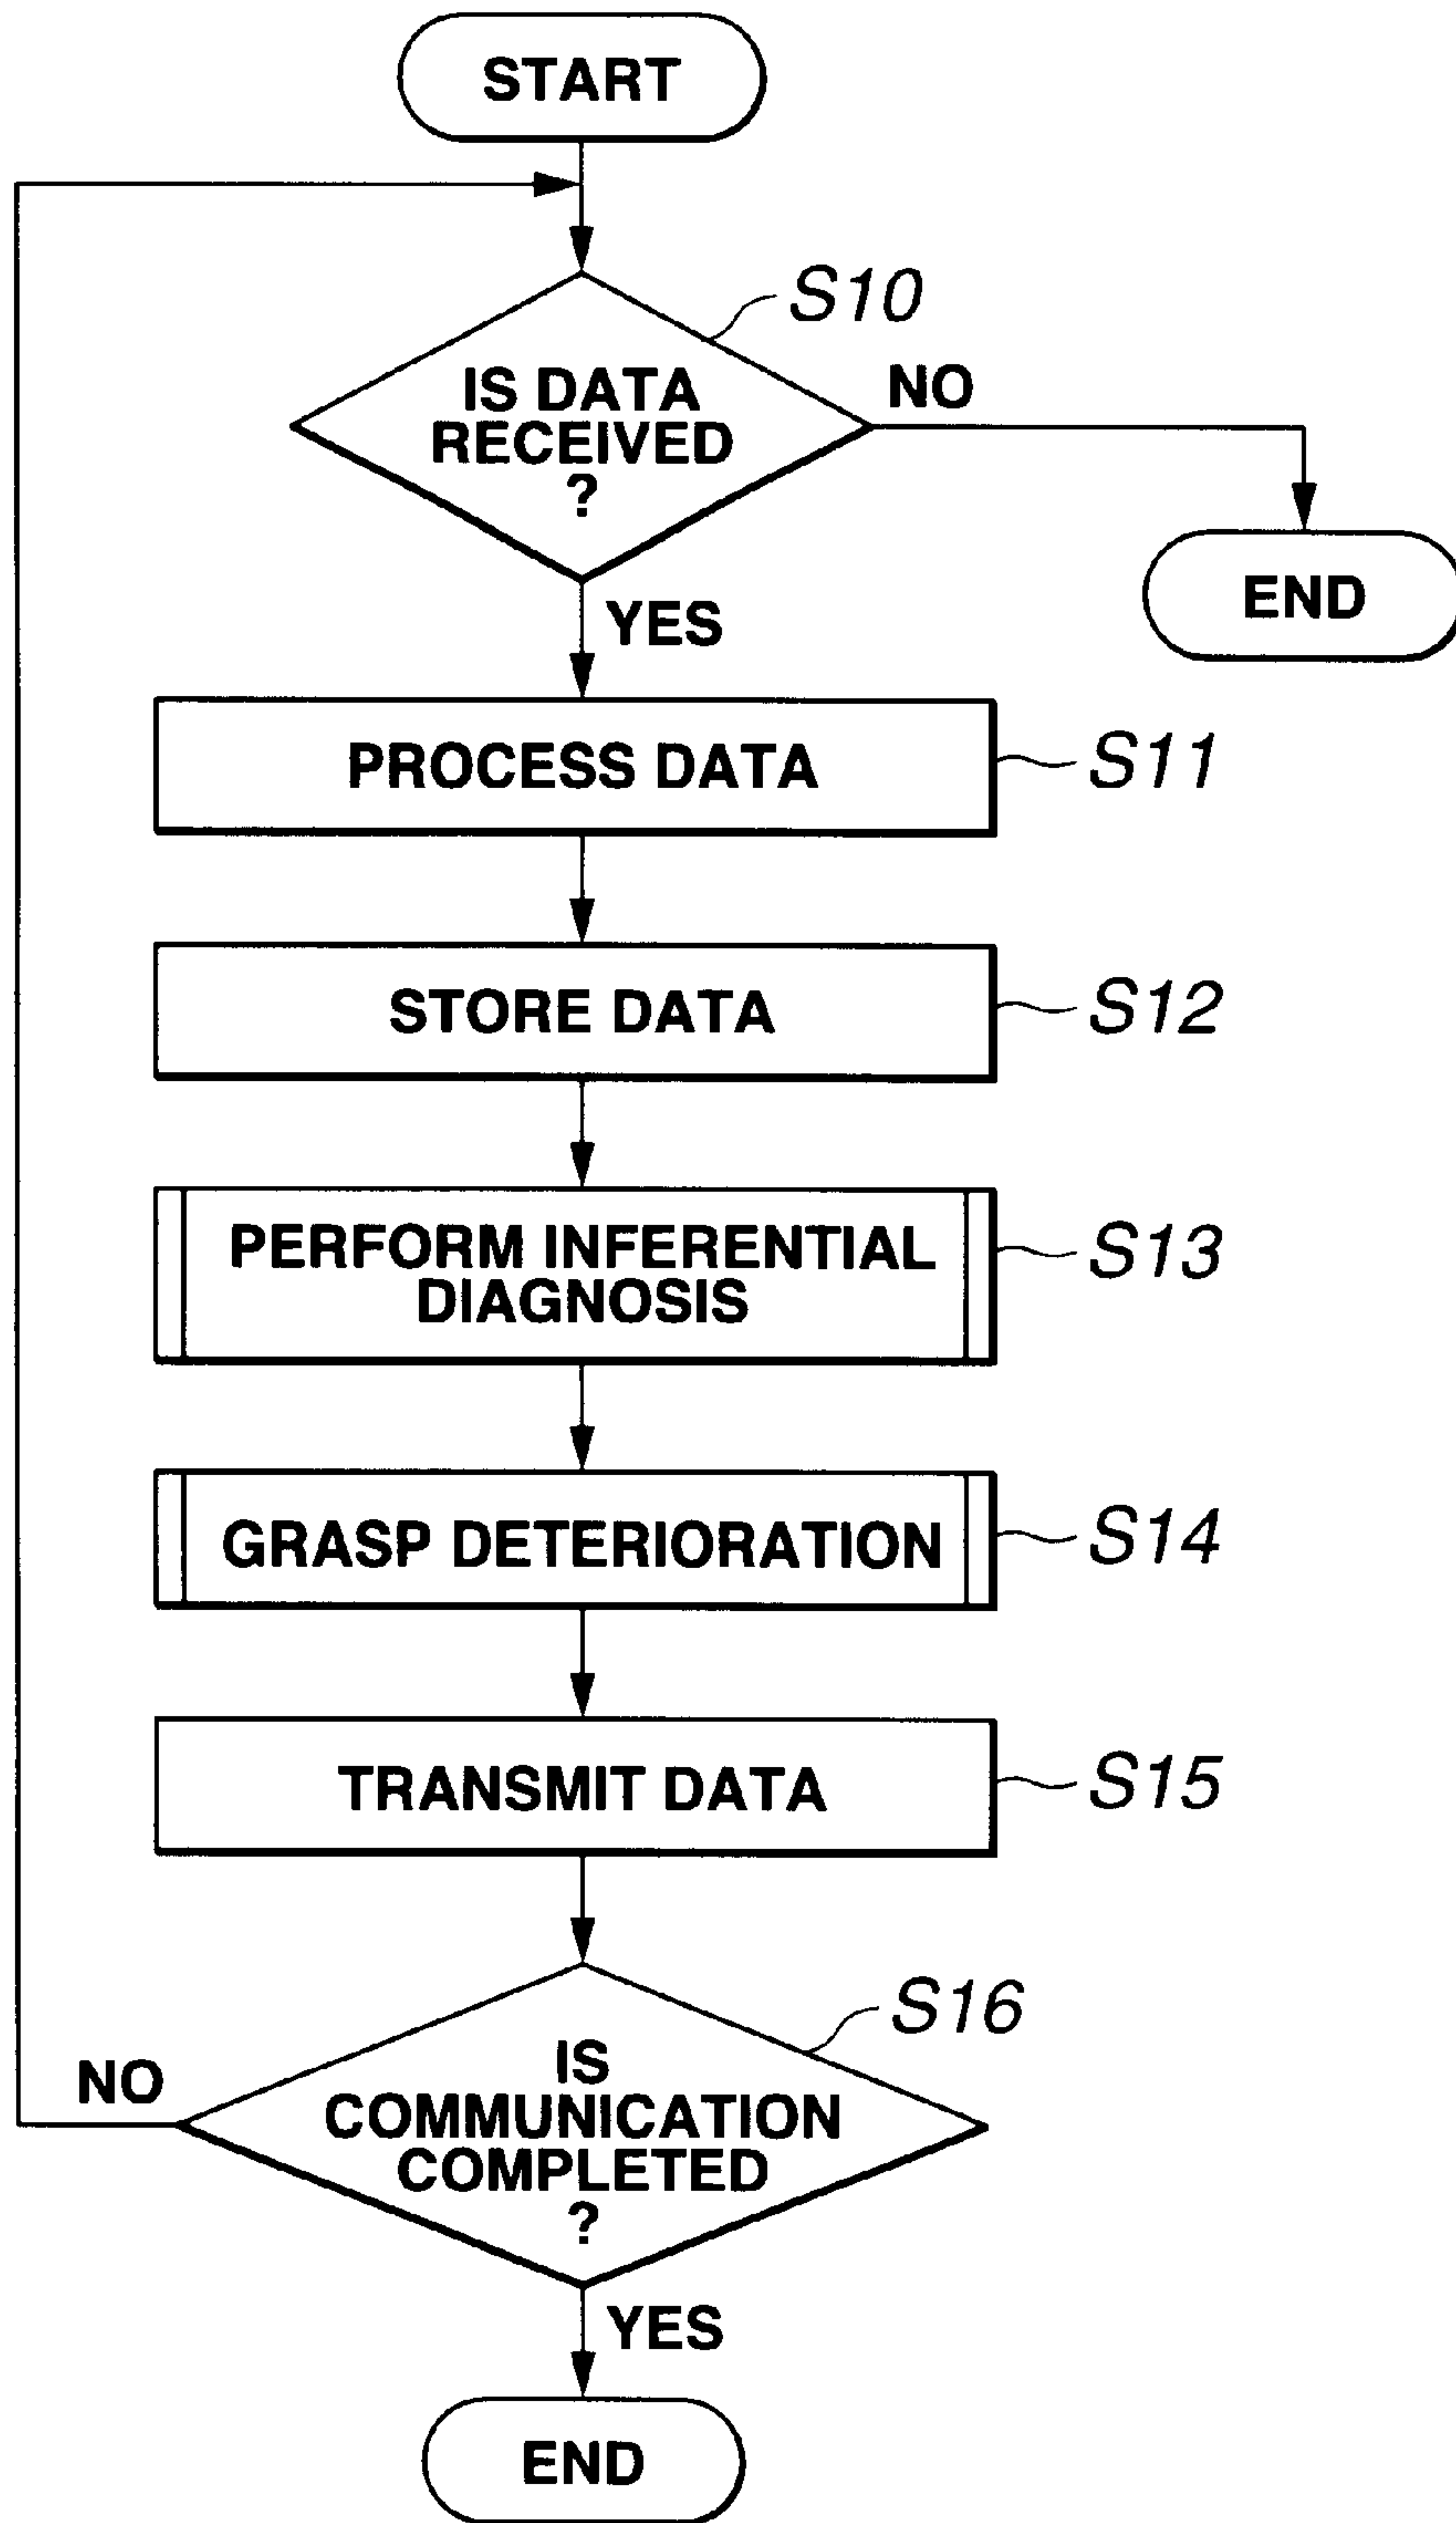 START
S10
IS DATA
RECEIVED
?
NO
END
YES
PROCESS DATA
S11
STORE DATA
S12
PERFORM INFERENTIAL
DIAGNOSIS
S13
GRASP DETERIORATION
S14
TRANSMIT DATA
S15
S16
IS
COMMUNICATION
COMPLETED
?
NO
YES
END